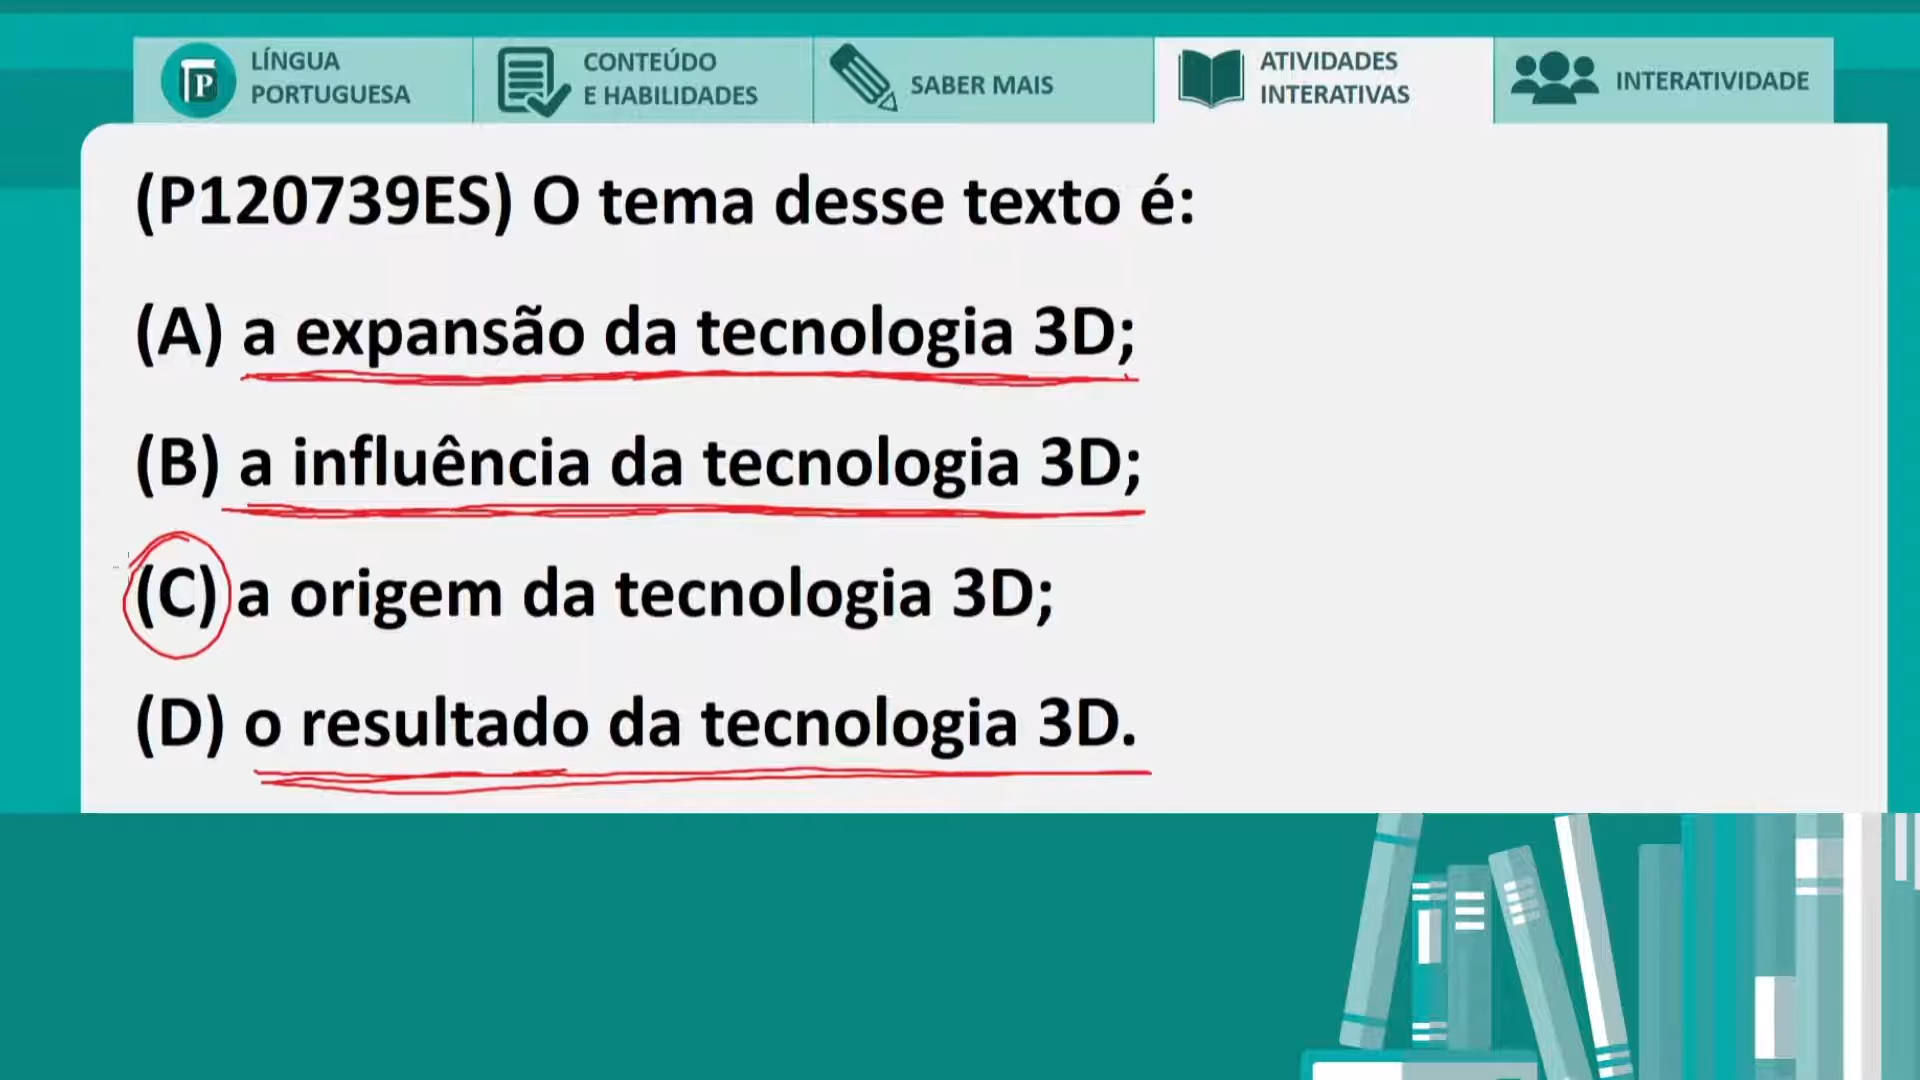 LÍNGUA
PORTUGUESA
CONTEÚDO
E HABILIDADES
SABER MAIS
ATIVIDADES
INTERATIVAS
INTERATIVIDADE
P
(P120739ES) O tema desse texto é:
(A) a expansão da tecnologia 3D;
(B) a influência da tecnologia 3D;
(C) a origem da tecnologia 3D;
(D) o resultado da tecnologia 3D.